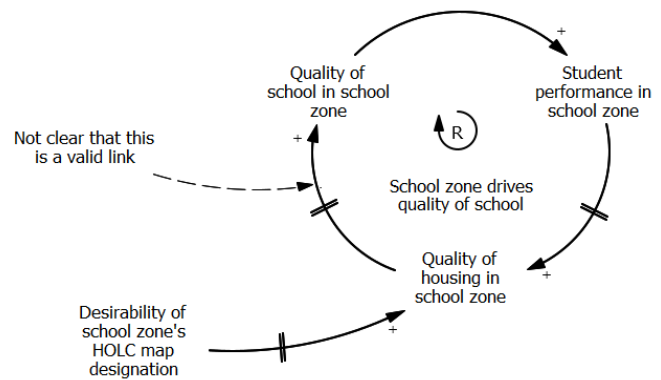 +
Quality of
school in school
zone
Student
performance in
school zone
R
+
Not clear that this
is a valid link
School zone drives
quality of school
Quality of
housing in
school zone
+
Desirability of
school zone's
HOLC map
designation
+